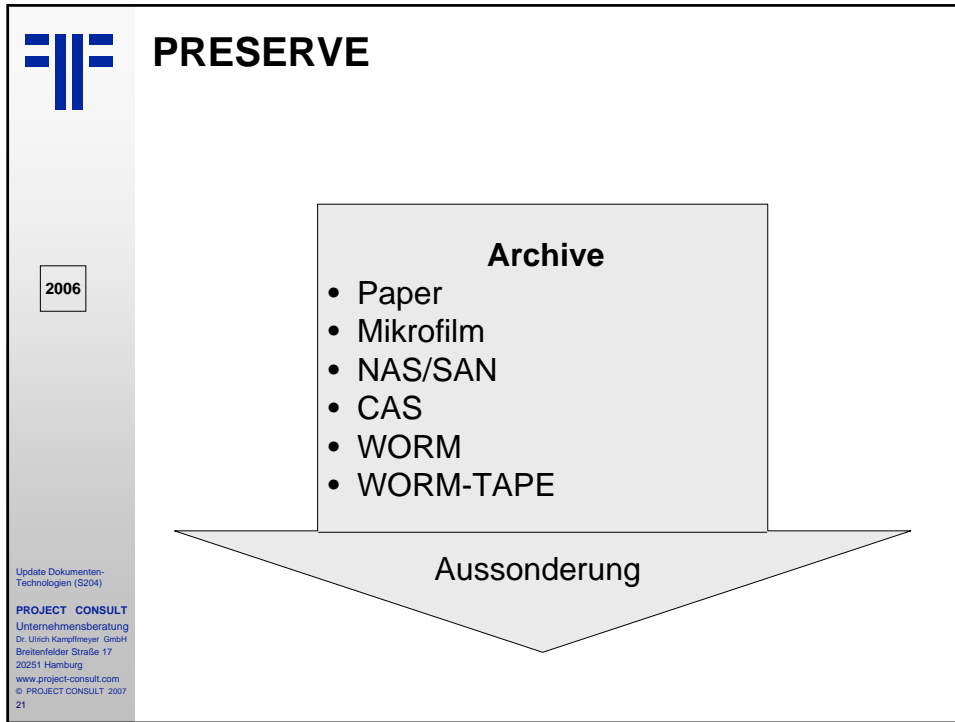 PRESERVE
2006
Archive
• Paper
• Mikrofilm
• NAS/SAN
• CAS
• WORM
• WORM-TAPE
Aussonderung
Update Dokumenten-
Technologien (S204)
PROJECT CONSULT
Unternehmensberatung
Dr. Ulrich Kampffmeyer GmbH
Breitenfelder Straße 17
20251 Hamburg
www.project-consult.com
© PROJECT CONSULT 2007
21